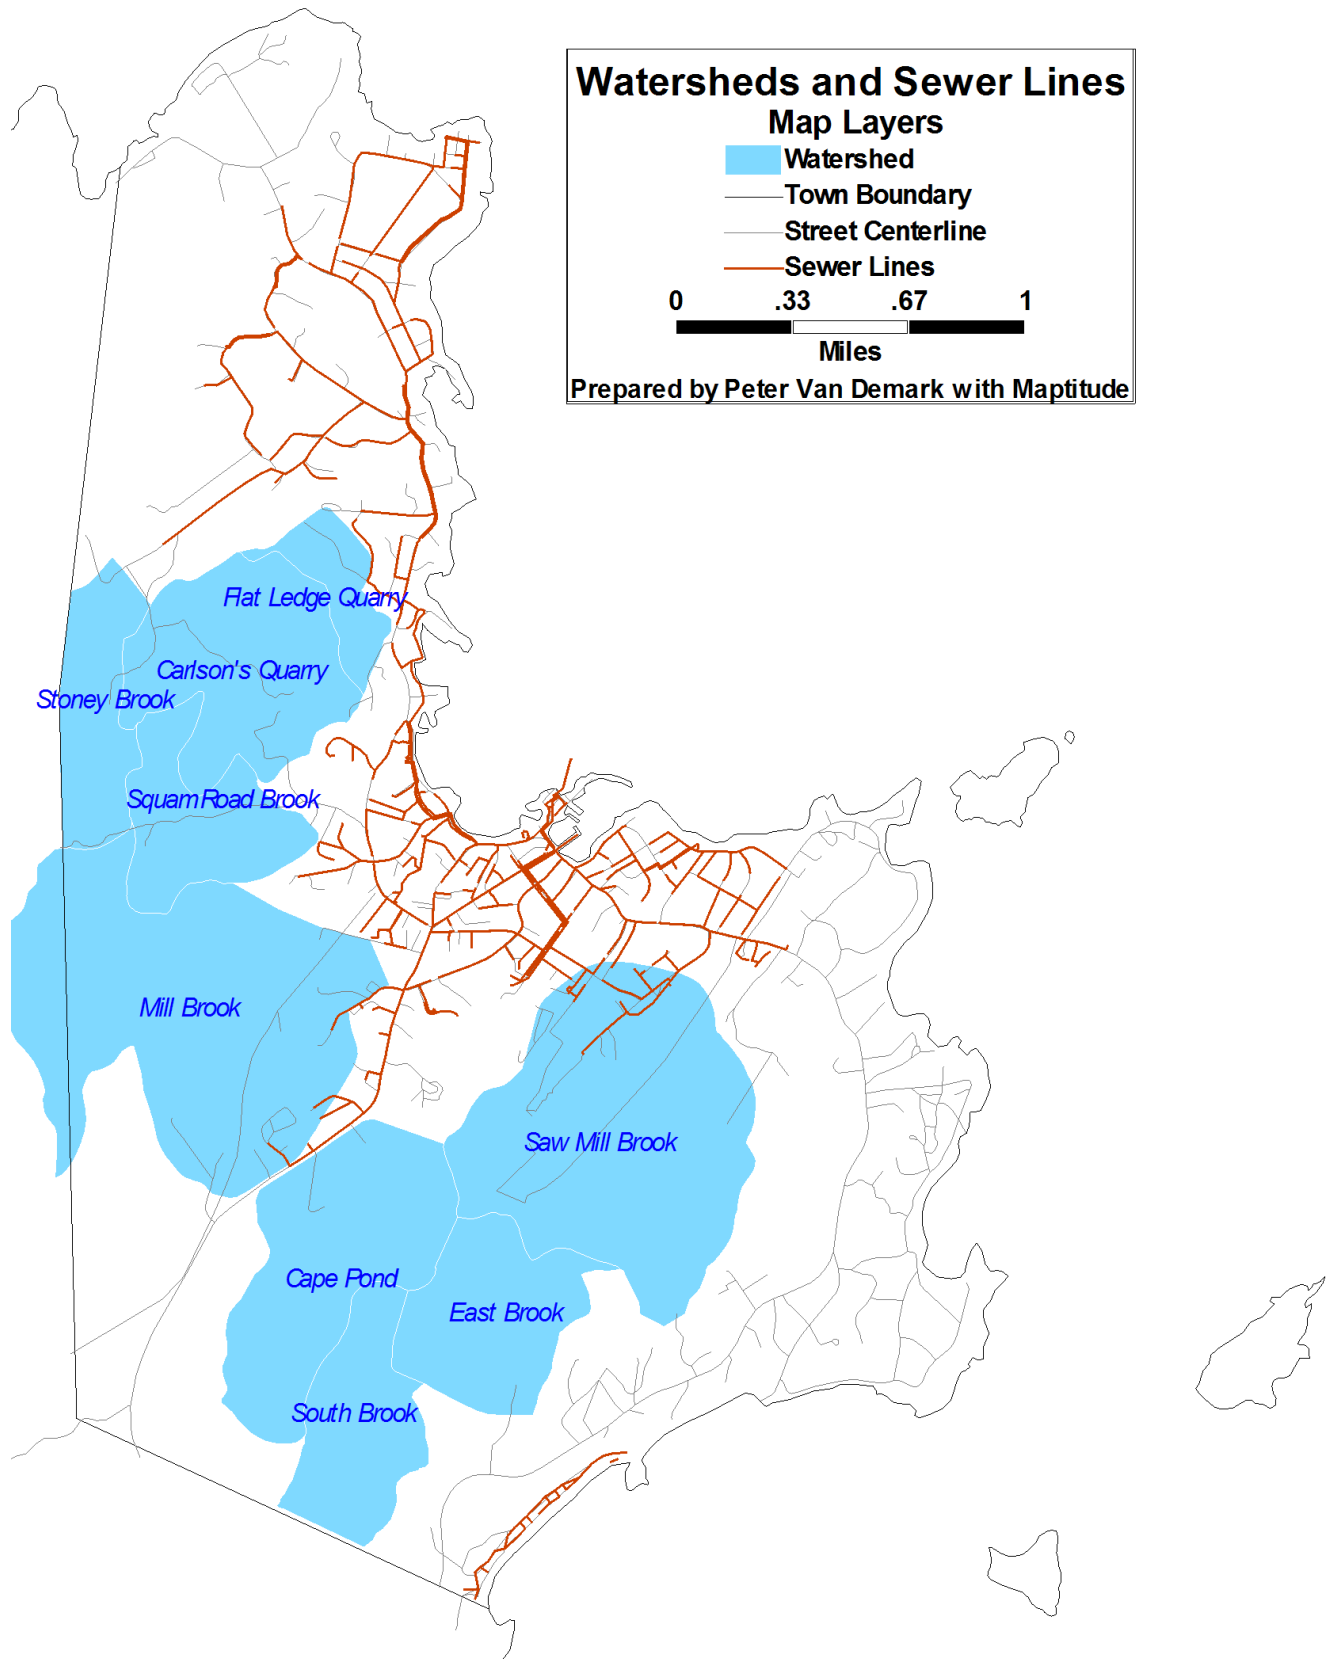 Watersheds and Sewer Lines
Map Layers
Watershed
Town Boundary
Street Centerline
Sewer Lines
0 .33 .67 1
Miles
Prepared by Peter Van Demark with Maptitude
Flat Ledge Quarry
Carlson's Quarry
Stoney Brook
Squam Road Brook
Mill Brook
Saw Mill Brook
Cape Pond
East Brook
South Brook